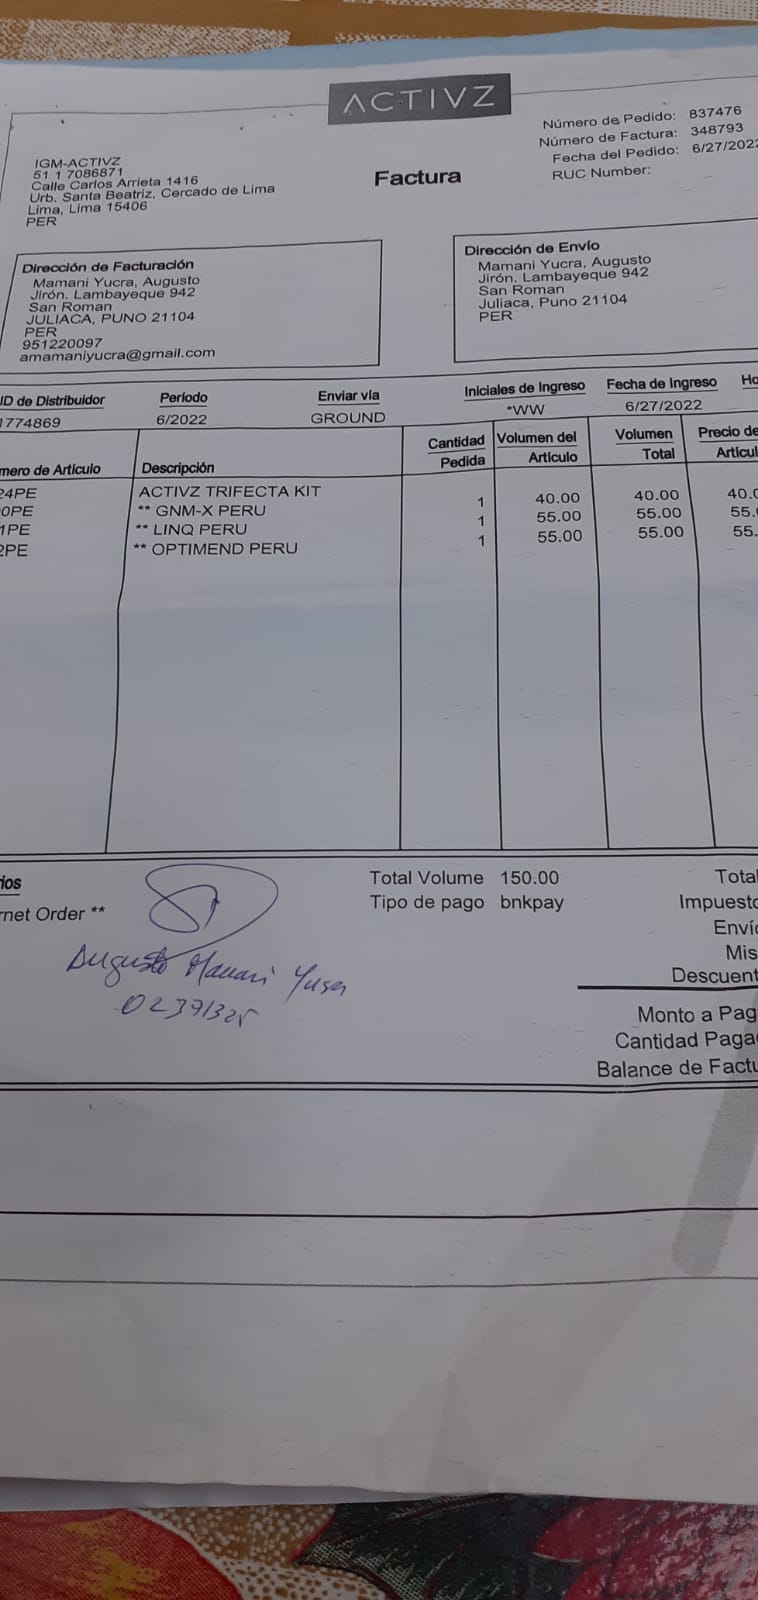 ACTIVZ
Número de Pedido: 837476
Número de Factura: 348793
Fecha del Pedido: 6/27/2022
RUC Number:
Factura
IGM-ACTIVZ
51 1 7086871
Calle Carlos Arrieta 1416
Urb. Santa Beatriz, Cercado de Lima
Lima, Lima 15406
PER
Dirección de Facturación
Mamani Yucra, Augusto
Jirón. Lambayeque 942
San Roman
JULIACA, PUNO 21104
PER
951220097
amamaniyucra@gmail.com
Dirección de Envío
Mamani Yucra, Augusto
Jirón. Lambayeque 942
San Roman
Juliaca, Puno 21104
PER
ID de Distribuidor Período Enviar vía Iniciales de Ingreso Fecha de Ingreso Ho
1774869 6/2022 GROUND *WW 6/27/2022
mero de Artículo Descripción Cantidad Pedida Volumen del Artículo Volumen Total Precio de Artícul
24PE ACTIVZ TRIFECTA KIT
0PE ** GNM-X PERU 1 40.00 40.00 40.0
1PE ** LINQ PERU 1 55.00 55.00 55.0
2PE ** OPTIMEND PERU 1 55.00 55.00 55.
rios
rnet Order **
Total Volume 150.00
Tipo de pago bnkpay
Total
Impuesto
Envío
Mis
Descuent
Monto a Pag
Cantidad Paga
Balance de Factu
Augusto Mamani Yucra
02391325